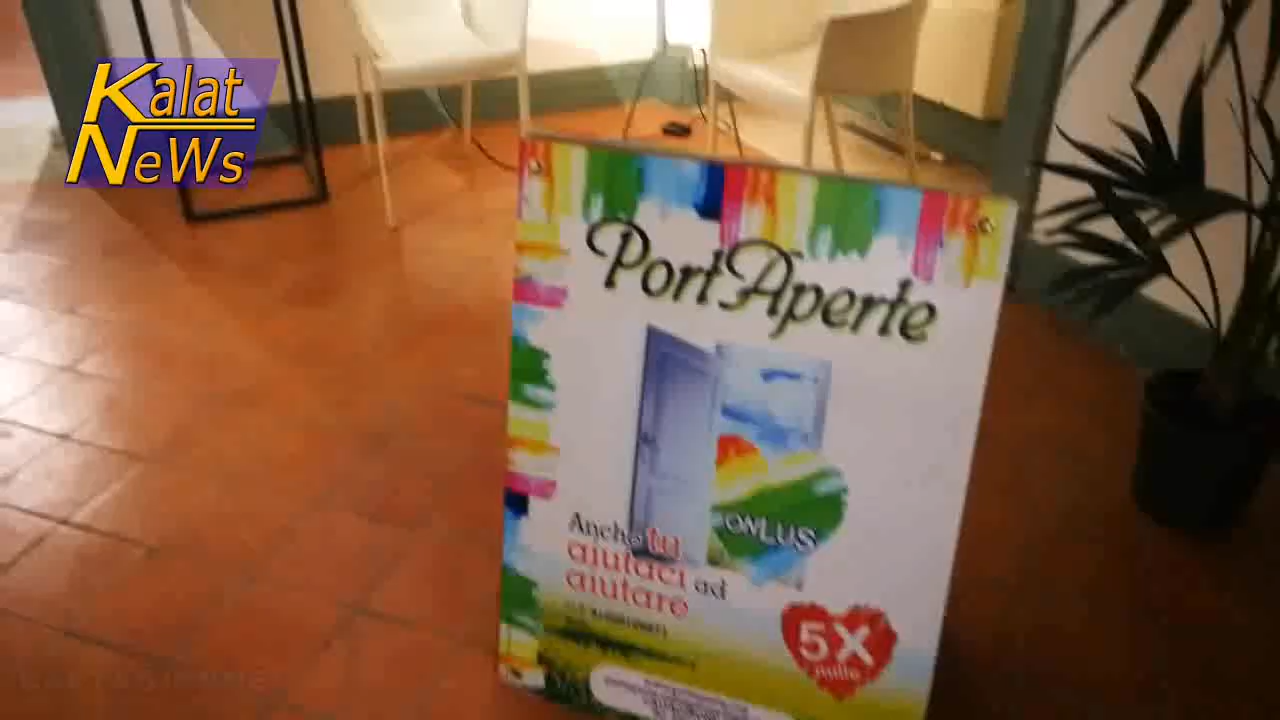 Kalat
NeWs
PortAperte
ONLUS
Anche tu
aiutaci ad
aiutare
5X
mille